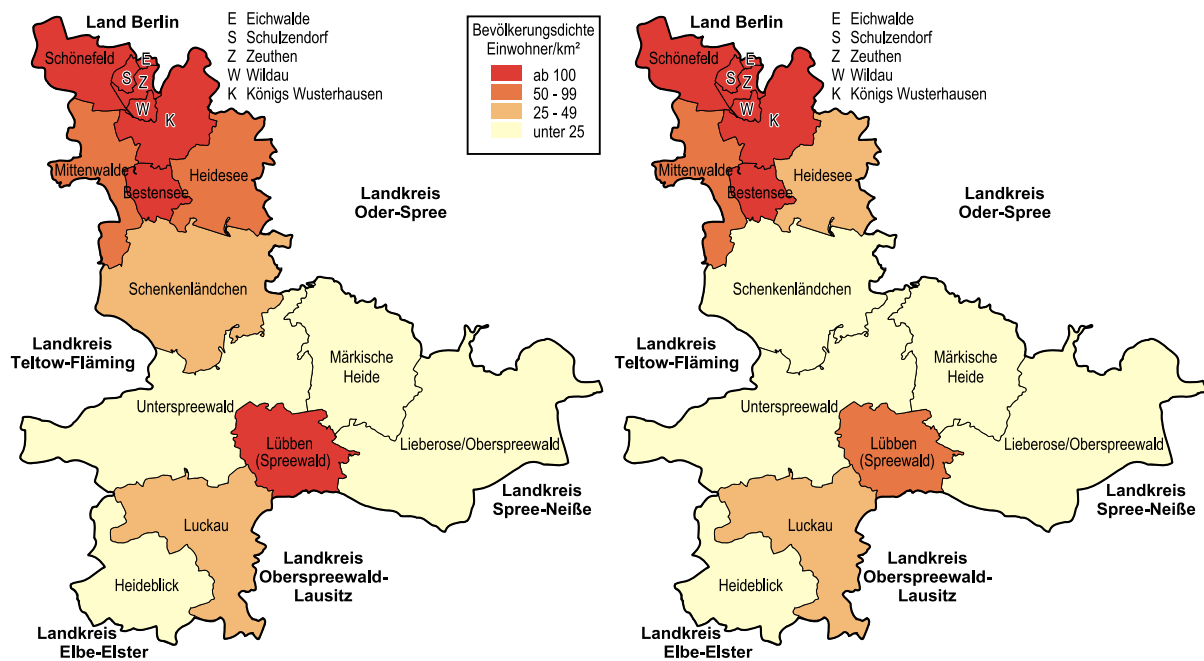 Land Berlin
E Eichwalde
S Schulzendorf
Z Zeuthen
W Wildau
K Königs Wusterhausen
Schönefeld
E
S
Z
W
K
Mittenwalde
Bestensee
Heidesee
Landkreis
Oder-Spree
Schenkenländchen
Landkreis
Teltow-Fläming
Märkische
Heide
Unterspreewald
Lübben
(Spreewald)
Lieberose/Oberspreewald
Landkreis
Spree-Neiße
Luckau
Landkreis
Oberspreewald-
Lausitz
Heideblick
Landkreis
Elbe-Elster
Bevölkerungsdichte
Einwohner/km²
ab 100
50 - 99
25 - 49
unter 25
Land Berlin
E Eichwalde
S Schulzendorf
Z Zeuthen
W Wildau
K Königs Wusterhausen
Schönefeld
E
S
Z
W
K
Mittenwalde
Bestensee
Heidesee
Landkreis
Oder-Spree
Schenkenländchen
Landkreis
Teltow-Fläming
Märkische
Heide
Unterspreewald
Lübben
(Spreewald)
Lieberose/Oberspreewald
Landkreis
Spree-Neiße
Luckau
Landkreis
Oberspreewald-
Lausitz
Heideblick
Landkreis
Elbe-Elster